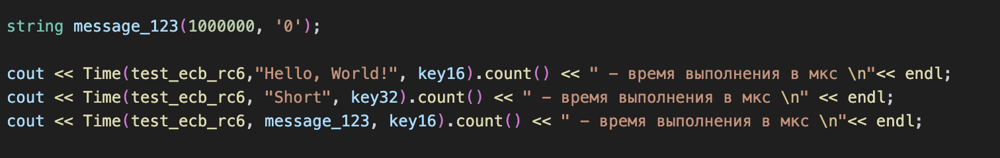 string message_123(1000000, '0');
cout << Time(test_ecb_rc6,"Hello, World!", key16).count() << " – время выполнения в мкс \n"<< endl;
cout << Time(test_ecb_rc6, "Short", key32).count() << " – время выполнения в мкс \n" << endl;
cout << Time(test_ecb_rc6, message_123, key16).count() << " – время выполнения в мкс \n"<< endl;